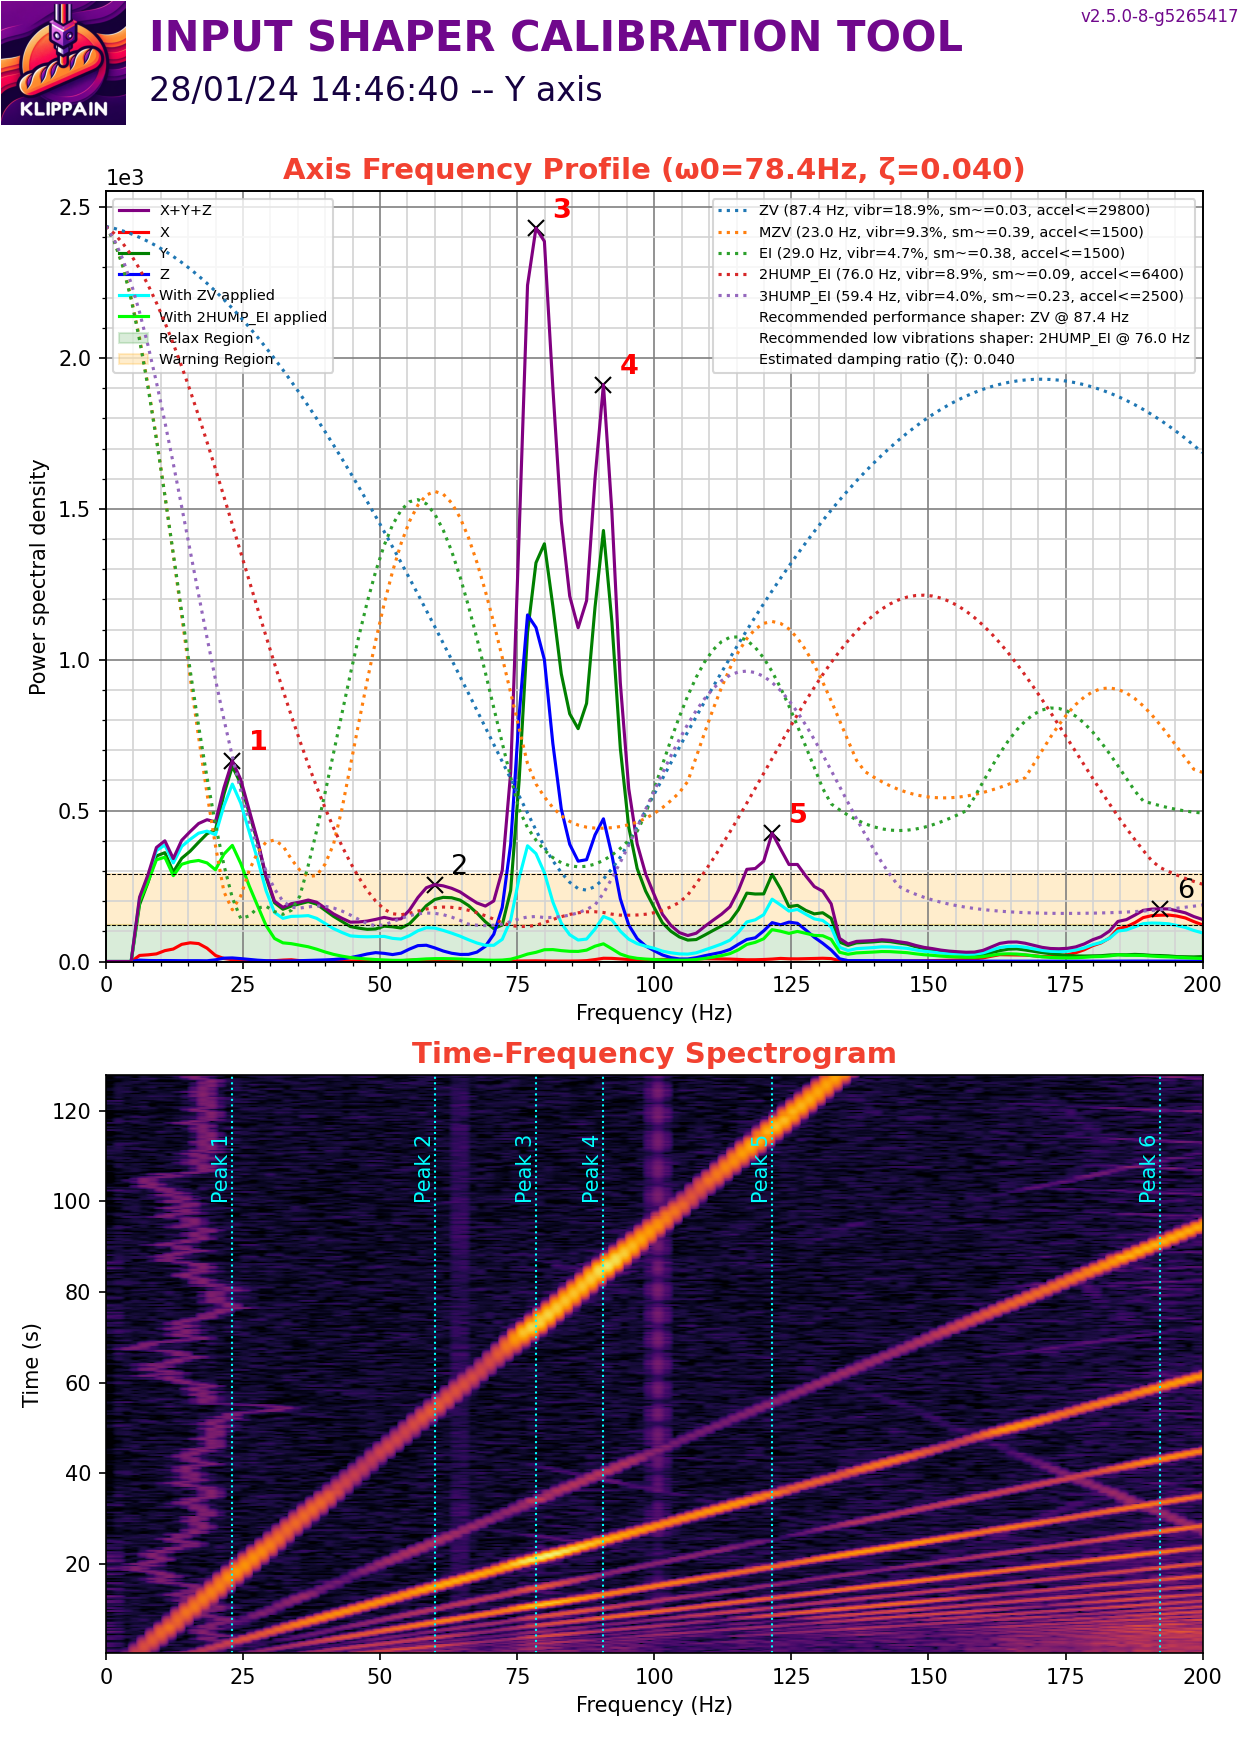 v2.5.0-8-g5265417
INPUT SHAPER CALIBRATION TOOL
28/01/24 14:46:40 -- Y axis
KLIPPAIN
Axis Frequency Profile (ω0=78.4Hz, ζ=0.040)
1e3
X+Y+Z
X
Y
Z
With ZV applied
With 2HUMP_EI applied
Relax Region
Warning Region
ZV (87.4 Hz, vibr=18.9%, sm~=0.03, accel<=29800)
MZV (23.0 Hz, vibr=9.3%, sm~=0.39, accel<=1500)
EI (29.0 Hz, vibr=4.7%, sm~=0.38, accel<=1500)
2HUMP_EI (76.0 Hz, vibr=8.9%, sm~=0.09, accel<=6400)
3HUMP_EI (59.4 Hz, vibr=4.0%, sm~=0.23, accel<=2500)
Recommended performance shaper: ZV @ 87.4 Hz
Recommended low vibrations shaper: 2HUMP_EI @ 76.0 Hz
Estimated damping ratio (ζ): 0.040
1
2
3
4
5
6
2.5
2.0
1.5
1.0
0.5
0.0
Power spectral density
0 25 50 75 100 125 150 175 200
Frequency (Hz)
Time-Frequency Spectrogram
Peak 1
Peak 2
Peak 3
Peak 4
Peak 5
Peak 6
120
100
80
60
40
20
Time (s)
0 25 50 75 100 125 150 175 200
Frequency (Hz)